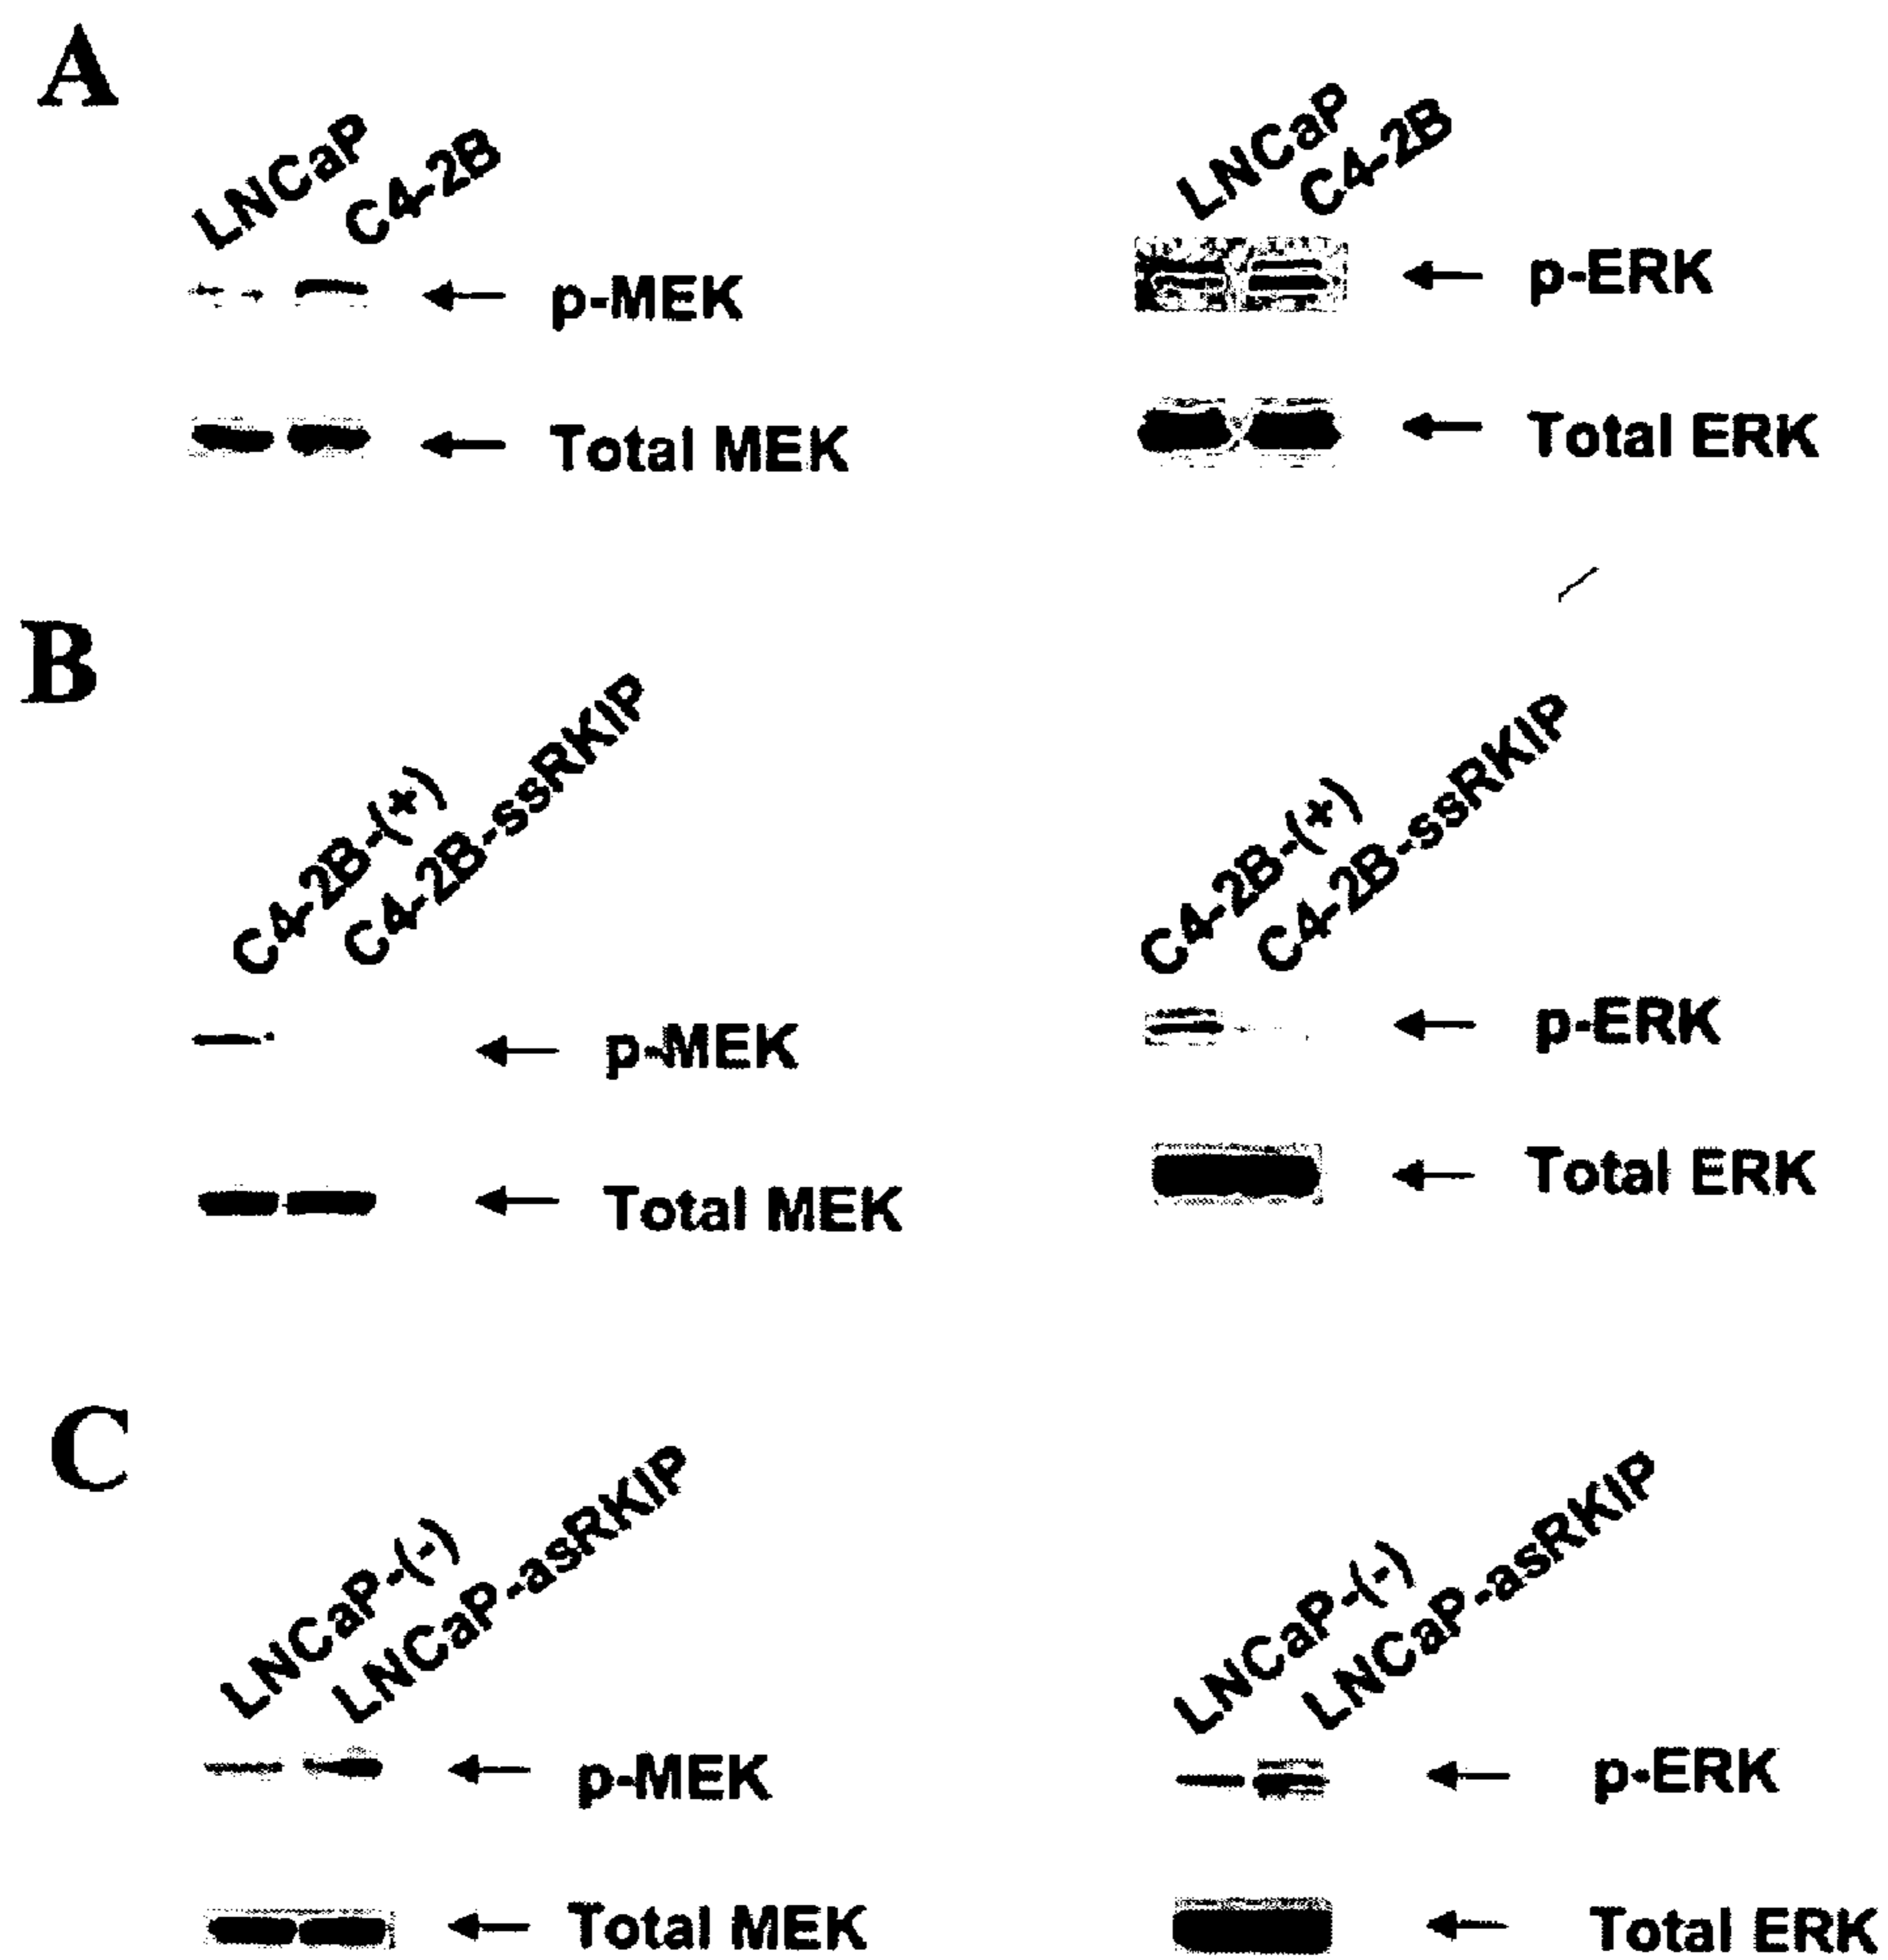 A
LNCaP
C4-2B
p-MEK
Total MEK
LNCaP
C4-2B
p-ERK
Total ERK
B
C4-2B-(+)
C4-2B-ssRKIP
p-MEK
Total MEK
C4-2B-(+)
C4-2B-ssRKIP
p-ERK
Total ERK
C
LNCaP-(-)
LNCaP-asRKIP
p-MEK
Total MEK
LNCaP-(-)
LNCaP-asRKIP
p-ERK
Total ERK